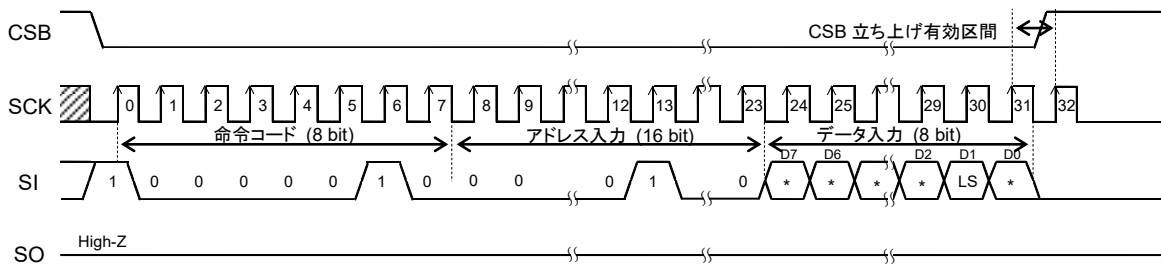 CSB
CSB 立ち上げ有効区間
SCK
0 1 2 3 4 5 6 7 8 9 12 13 23 24 25 29 30 31 32
命令コード (8 bit) アドレス入力 (16 bit) データ入力 (8 bit)
D7 D6 D2 D1 D0
SI
1 0 0 0 0 0 1 0 0 0 0 1 0 * * * * LS *
High-Z
SO